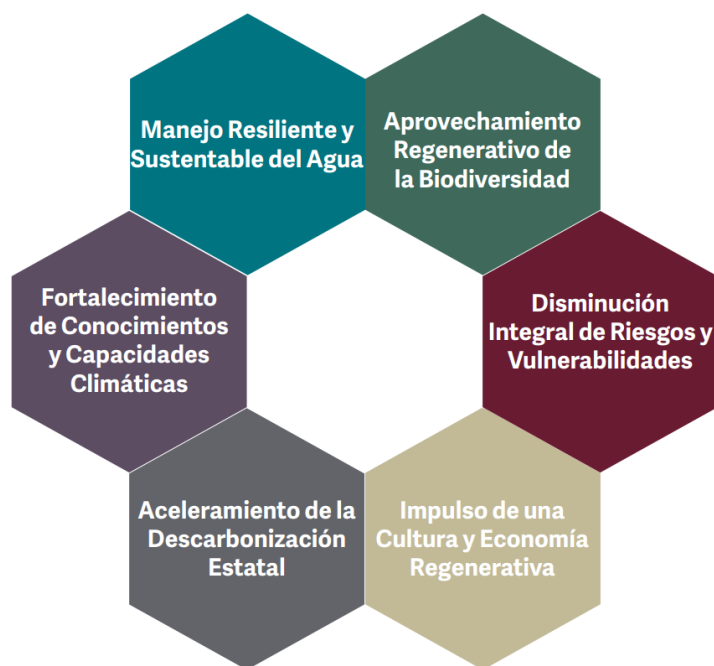 Manejo Resiliente y
Sustentable del Agua
Aprovechamiento
Regenerativo de
la Biodiversidad
Fortalecimiento
de Conocimientos
y Capacidades
Climáticas
Disminución
Integral de Riesgos y
Vulnerabilidades
Aceleramiento de la
Descarbonización
Estatal
Impulso de una
Cultura y Economía
Regenerativa